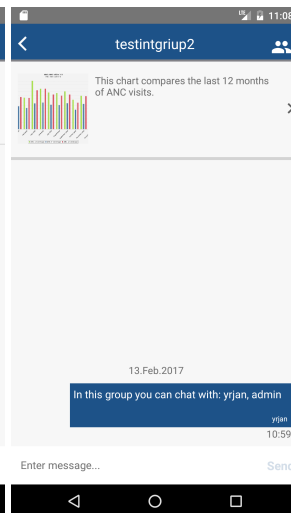 LTE 11:08
testintgriup2
This chart compares the last 12 months
of ANC visits.
13.Feb.2017
In this group you can chat with: yrjan, admin
yrjan
10:59
Enter message...
Send